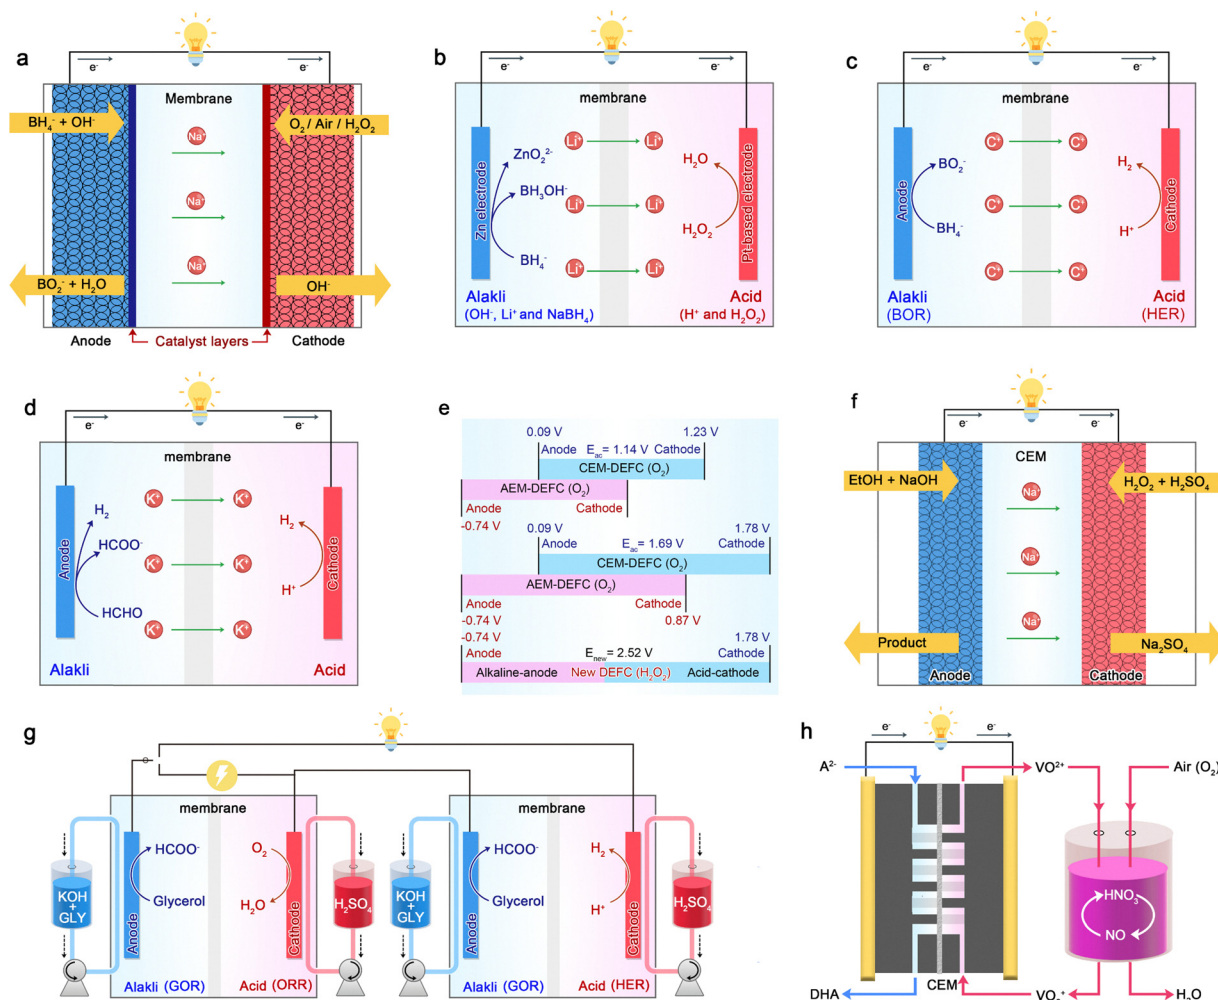 a
e⁻ e⁻
Membrane
BH₄⁻ + OH⁻
O₂ / Air / H₂O₂
Na⁺
Na⁺
Na⁺
BO₂⁻ + H₂O
OH⁻
Anode
Catalyst layers
Cathode
b
e⁻ e⁻
membrane
Zn electrode
ZnO₂²⁻
BH₃OH⁻
BH₄⁻
Li⁺ Li⁺
Li⁺ Li⁺
Li⁺ Li⁺
H₂O
H₂O₂
Pt-based electrode
Alakli
(OH⁻, Li⁺ and NaBH₄)
Acid
(H⁺ and H₂O₂)
c
e⁻ e⁻
membrane
Anode
BO₂⁻
BH₄⁻
C⁺ C⁺
C⁺ C⁺
C⁺ C⁺
H₂
H⁺
Cathode
Alakli
(BOR)
Acid
(HER)
d
e⁻ e⁻
membrane
Anode
H₂
HCOO⁻
HCHO
K⁺ K⁺
K⁺ K⁺
K⁺ K⁺
H₂
H⁺
Cathode
Alakli
Acid
e
0.09 V 1.23 V
Anode E_ac= 1.14 V Cathode
CEM-DEFC (O₂)
AEM-DEFC (O₂)
Anode Cathode
-0.74 V
0.09 V 1.78 V
Anode E_ac= 1.69 V Cathode
CEM-DEFC (O₂)
AEM-DEFC (O₂)
Anode Cathode
-0.74 V 0.87 V
-0.74 V 1.78 V
Anode E_new= 2.52 V Cathode
Alkaline-anode New DEFC (H₂O₂) Acid-cathode
f
e⁻ e⁻
CEM
EtOH + NaOH
H₂O₂ + H₂SO₄
Na⁺
Na⁺
Na⁺
Product
Na₂SO₄
Anode
Cathode
g
e⁻
membrane
KOH
+
GLY
Anode
HCOO⁻
Glycerol
O₂
H₂O
Cathode
H₂SO₄
Alakli (GOR)
Acid (ORR)
membrane
KOH
+
GLY
Anode
HCOO⁻
Glycerol
H₂
H⁺
Cathode
H₂SO₄
Alakli (GOR)
Acid (HER)
h
e⁻ e⁻
A²⁻
VO²⁺
Air (O₂)
HNO₃
NO
DHA
CEM
VO₂⁺
H₂O